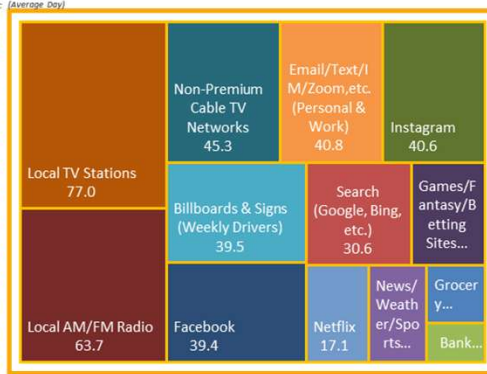 : (Average Day)
Local TV Stations
77.0
Local AM/FM Radio
63.7
Non-Premium
Cable TV
Networks
45.3
Email/Text/I
M/Zoom,etc.
(Personal &
Work)
40.8
Instagram
40.6
Billboards & Signs
(Weekly Drivers)
39.5
Search
(Google, Bing,
etc.)
30.6
Games/F
antasy/B
etting
Sites...
Facebook
39.4
Netflix
17.1
News/
Weath
er/Spo
rts...
Grocer
y...
Bank...